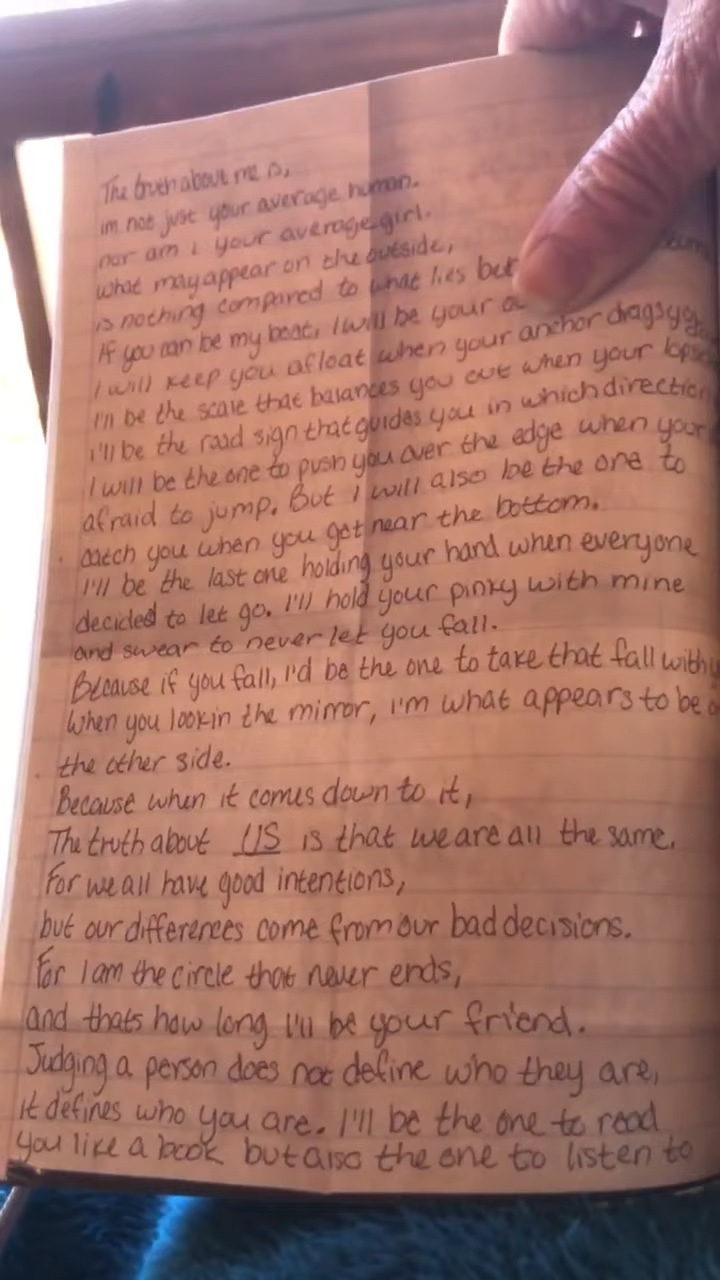 The truth about me is,
im not just your average human.
nor am i your average girl.
what may appear on the outside,
is nothing compared to what lies
If you can be my boat, I will be your
I will keep you afloat when your anchor drags
I'll be the scale that balances you out when your
i'll be the road sign that guides you in which direction
I will be the one to push you over the edge when your
afraid to jump. But I will also be the one to
catch you when you get near the bottom.
I'll be the last one holding your hand when everyone
decided to let go. I'll hold your pinky with mine
and swear to never let you fall.
Because if you fall, I'd be the one to take that fall with
When you look in the mirror, I'm what appears to be
the other side.
Because when it comes down to it,
The truth about US is that we are all the same.
For we all have good intentions,
but our differences come from our bad decisions.
For I am the circle that never ends,
and thats how long I'll be your friend.
Judging a person does not define who they are,
it defines who you are. I'll be the one to read
you like a book but also the one to listen to